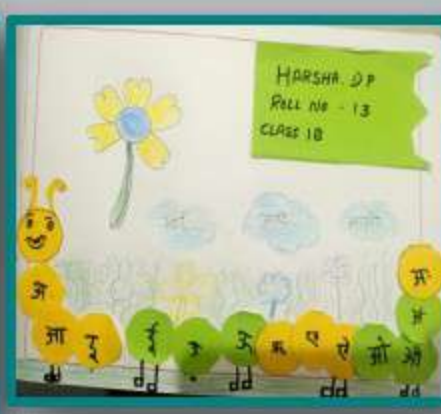 HARSHA. D P
ROLL NO - 13
CLASS 1B
अ
आ
इ
ई
उ
ऊ
ऋ
ए
ऐ
ओ
औ
अं
अः